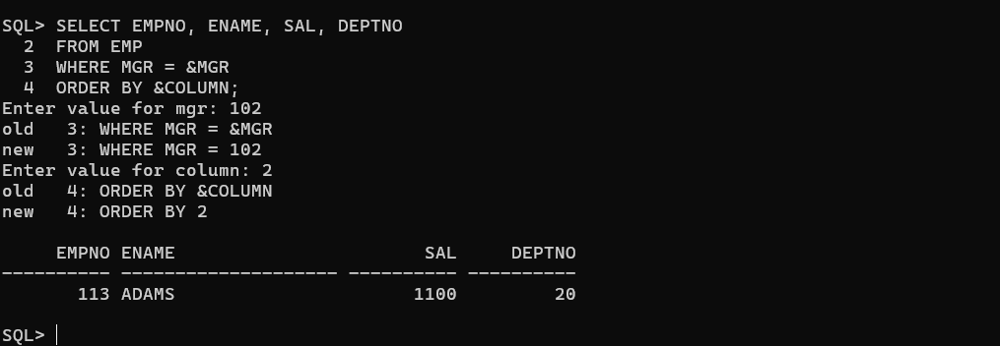 SQL> SELECT EMPNO, ENAME, SAL, DEPTNO
  2  FROM EMP
  3  WHERE MGR = &MGR
  4  ORDER BY &COLUMN;
Enter value for mgr: 102
old   3: WHERE MGR = &MGR
new   3: WHERE MGR = 102
Enter value for column: 2
old   4: ORDER BY &COLUMN
new   4: ORDER BY 2

     EMPNO ENAME                       SAL     DEPTNO
---------- -------------------- ---------- ----------
       113 ADAMS                      1100         20

SQL>